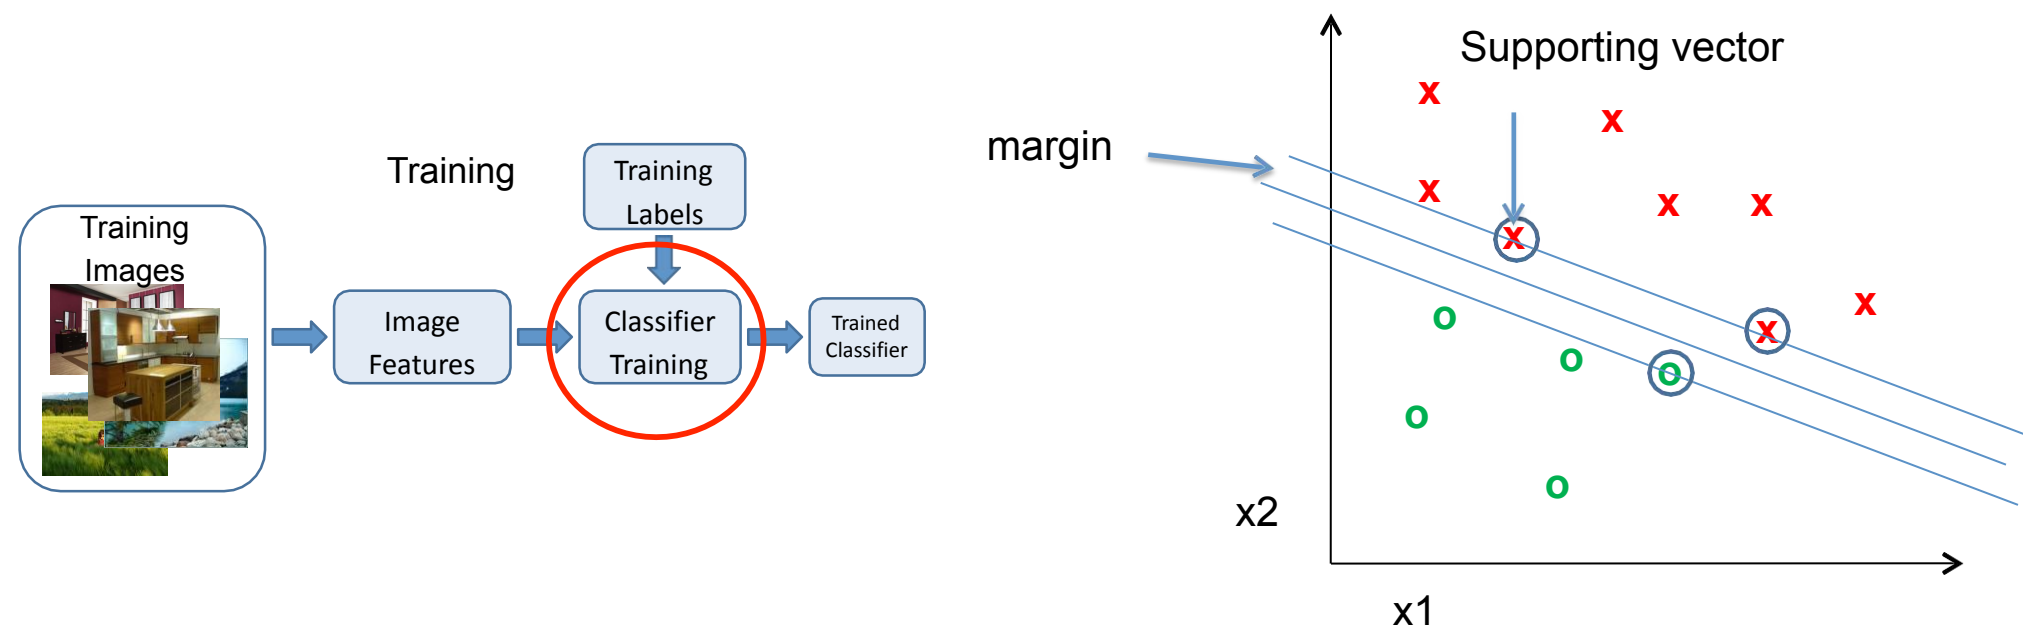 Training
Training
Images
Training
Labels
Image
Features
Classifier
Training
Trained
Classifier
Supporting vector
margin
x
x
x
x
x
x
x
x
o
o
o
o
o
x2
x1